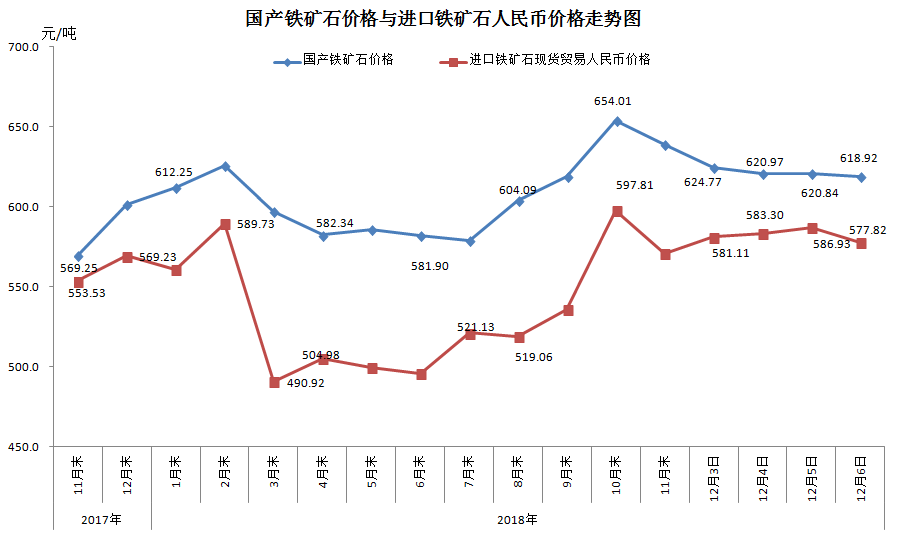 国产铁矿石价格与进口铁矿石人民币价格走势图
元/吨
国产铁矿石价格
进口铁矿石现货贸易人民币价格
700.0
650.0
600.0
550.0
500.0
450.0
569.25
612.25
582.34
581.90
604.09
654.01
624.77
620.97
620.84
618.92
553.53
569.23
589.73
490.92
504.98
521.13
519.06
597.81
581.11
583.30
586.93
577.82
11月末
12月末
1月末
2月末
3月末
4月末
5月末
6月末
7月末
8月末
9月末
10月末
11月末
12月3日
12月4日
12月5日
12月6日
2017年
2018年